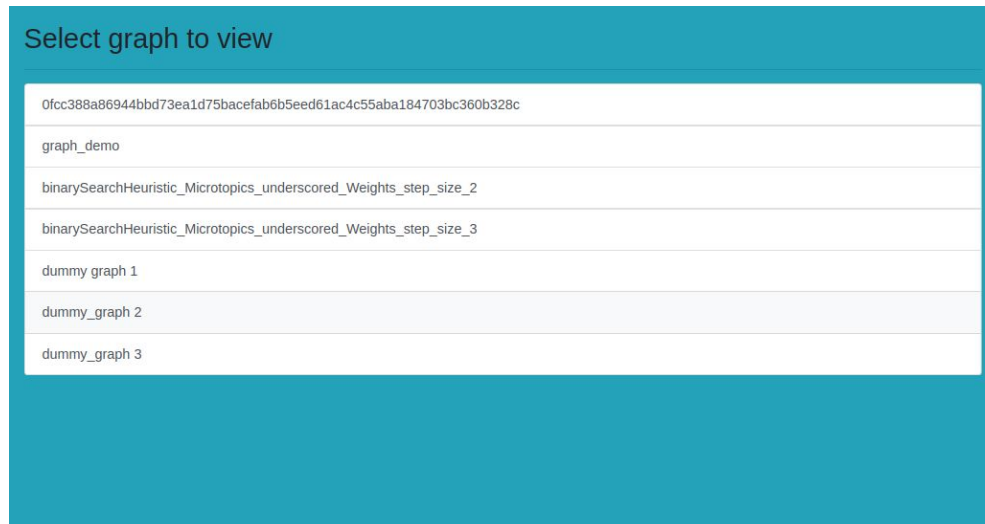 Select graph to view
0fcc388a86944bbd73ea1d75bacefab6b5eed61ac4c55aba184703bc360b328c
graph_demo
binarySearchHeuristic_Microtopics_underscored_Weights_step_size_2
binarySearchHeuristic_Microtopics_underscored_Weights_step_size_3
dummy graph 1
dummy_graph 2
dummy_graph 3